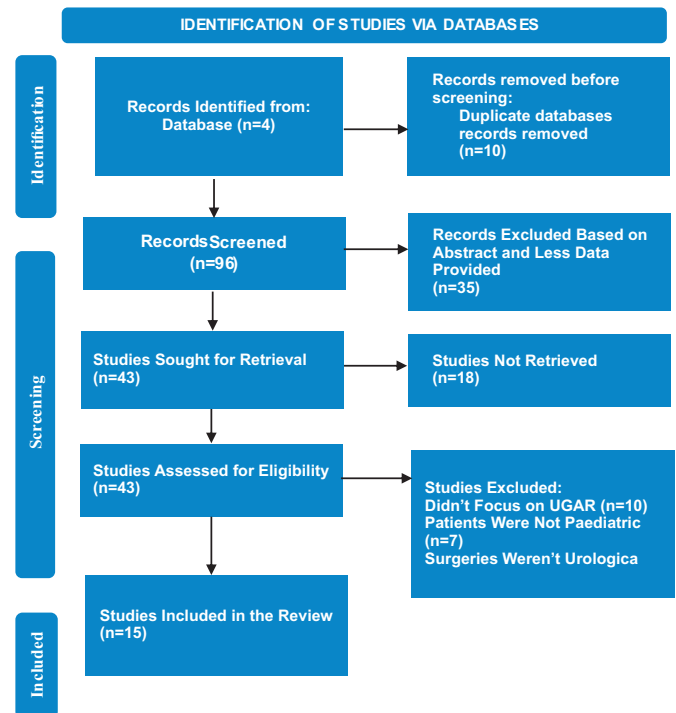 IDENTIFICATION OF STUDIES VIA DATABASES
Identification
Records Identified from:
Database (n=4)
Records removed before
screening:
Duplicate databases
records removed
(n=10)
Screening
Records Screened
(n=96)
Records Excluded Based on
Abstract and Less Data
Provided
(n=35)
Studies Sought for Retrieval
(n=43)
Studies Not Retrieved
(n=18)
Studies Assessed for Eligibility
(n=43)
Studies Excluded:
Didn't Focus on UGAR (n=10)
Patients Were Not Paediatric
(n=7)
Surgeries Weren't Urologica
Included
Studies Included in the Review
(n=15)